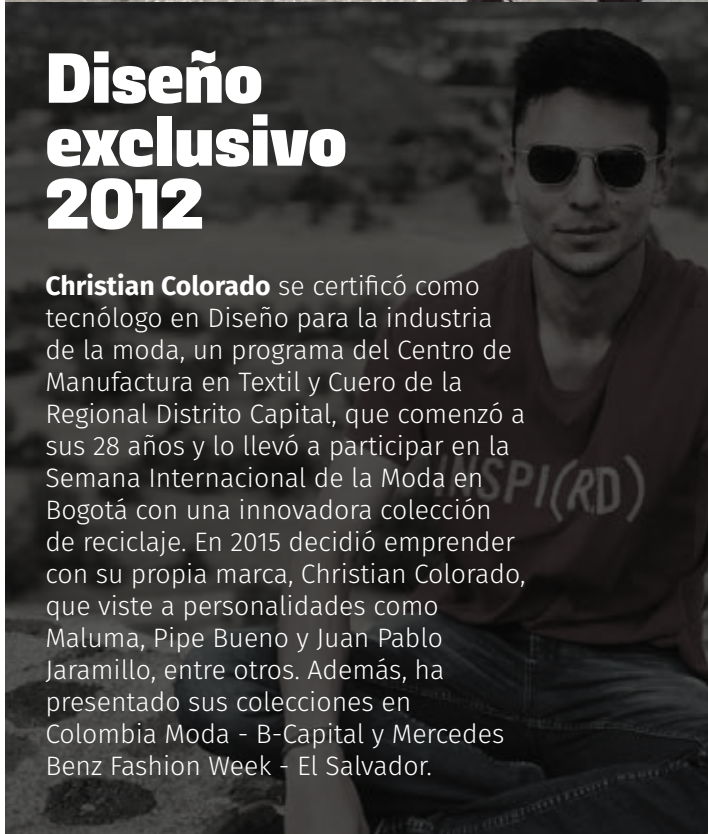 Diseño
exclusivo
2012
Christian Colorado se certificó como
tecnólogo en Diseño para la industria
de la moda, un programa del Centro de
Manufactura en Textil y Cuero de la
Regional Distrito Capital, que comenzó a
sus 28 años y lo llevó a participar en la
Semana Internacional de la Moda en
Bogotá con una innovadora colección
de reciclaje. En 2015 decidió emprender
con su propia marca, Christian Colorado,
que viste a personalidades como
Maluma, Pipe Bueno y Juan Pablo
Jaramillo, entre otros. Además, ha
presentado sus colecciones en
Colombia Moda - B-Capital y Mercedes
Benz Fashion Week - El Salvador.
INSPI(RD)